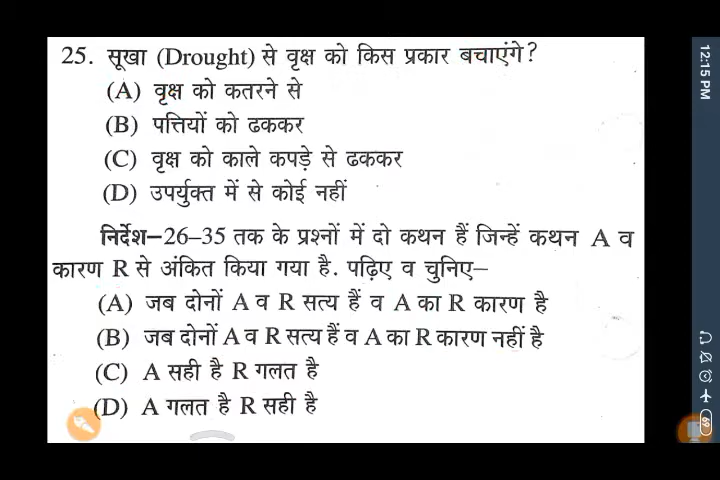 25. सूखा (Drought) से वृक्ष को किस प्रकार बचाएंगे?
(A) वृक्ष को कतरने से
(B) पत्तियों को ढककर
(C) वृक्ष को काले कपड़े से ढककर
(D) उपर्युक्त में से कोई नहीं
निर्देश–26–35 तक के प्रश्नों में दो कथन हैं जिन्हें कथन A व
कारण R से अंकित किया गया है. पढ़िए व चुनिए–
(A) जब दोनों A व R सत्य हैं व A का R कारण है
(B) जब दोनों A व R सत्य हैं व A का R कारण नहीं है
(C) A सही है R गलत है
(D) A गलत है R सही है
12:15 PM
69